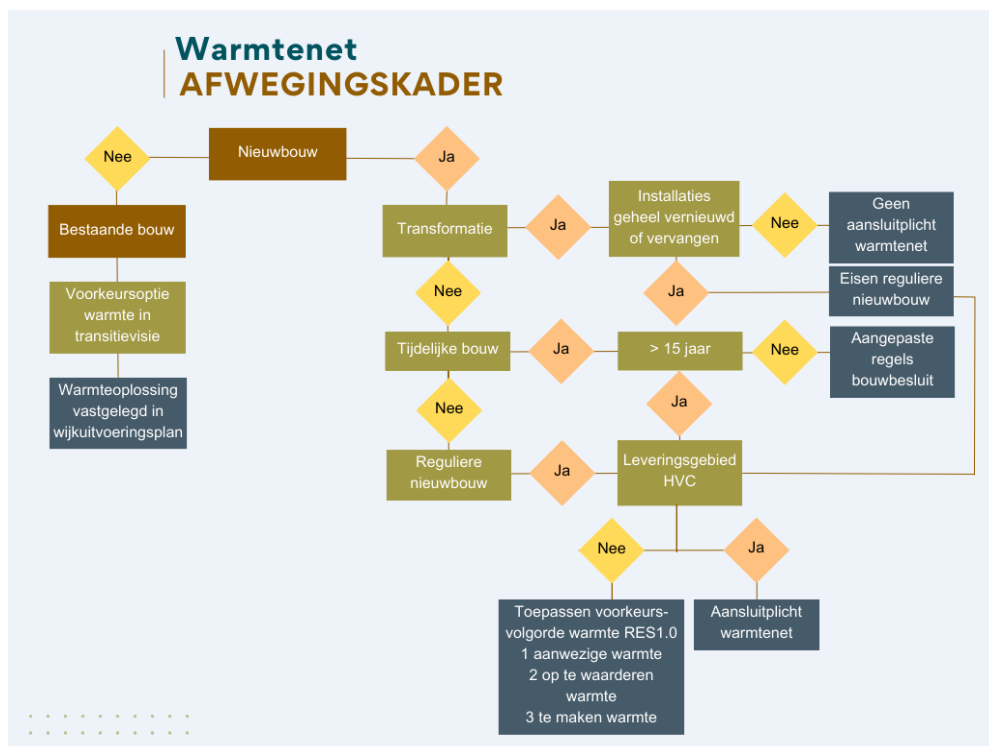 Warmtenet
AFWEGINGSKADER
Nee
Nieuwbouw
Ja
Bestaande bouw
Voorkeursoptie
warmte in
transitievisie
Warmteoplossing
vastgelegd in
wijkuitvoeringsplan
Transformatie
Ja
Installaties
geheel vernieuwd
of vervangen
Nee
Geen
aansluitplicht
warmtenet
Nee
Ja
Eisen reguliere
nieuwbouw
Tijdelijke bouw
Ja
> 15 jaar
Nee
Aangepaste
regels
bouwbesluit
Nee
Ja
Reguliere
nieuwbouw
Ja
Leveringsgebied
HVC
Nee
Ja
Toepassen voorkeurs-
volgorde warmte RES1.0
1 aanwezige warmte
2 op te waarderen
warmte
3 te maken warmte
Aansluitplicht
warmtenet